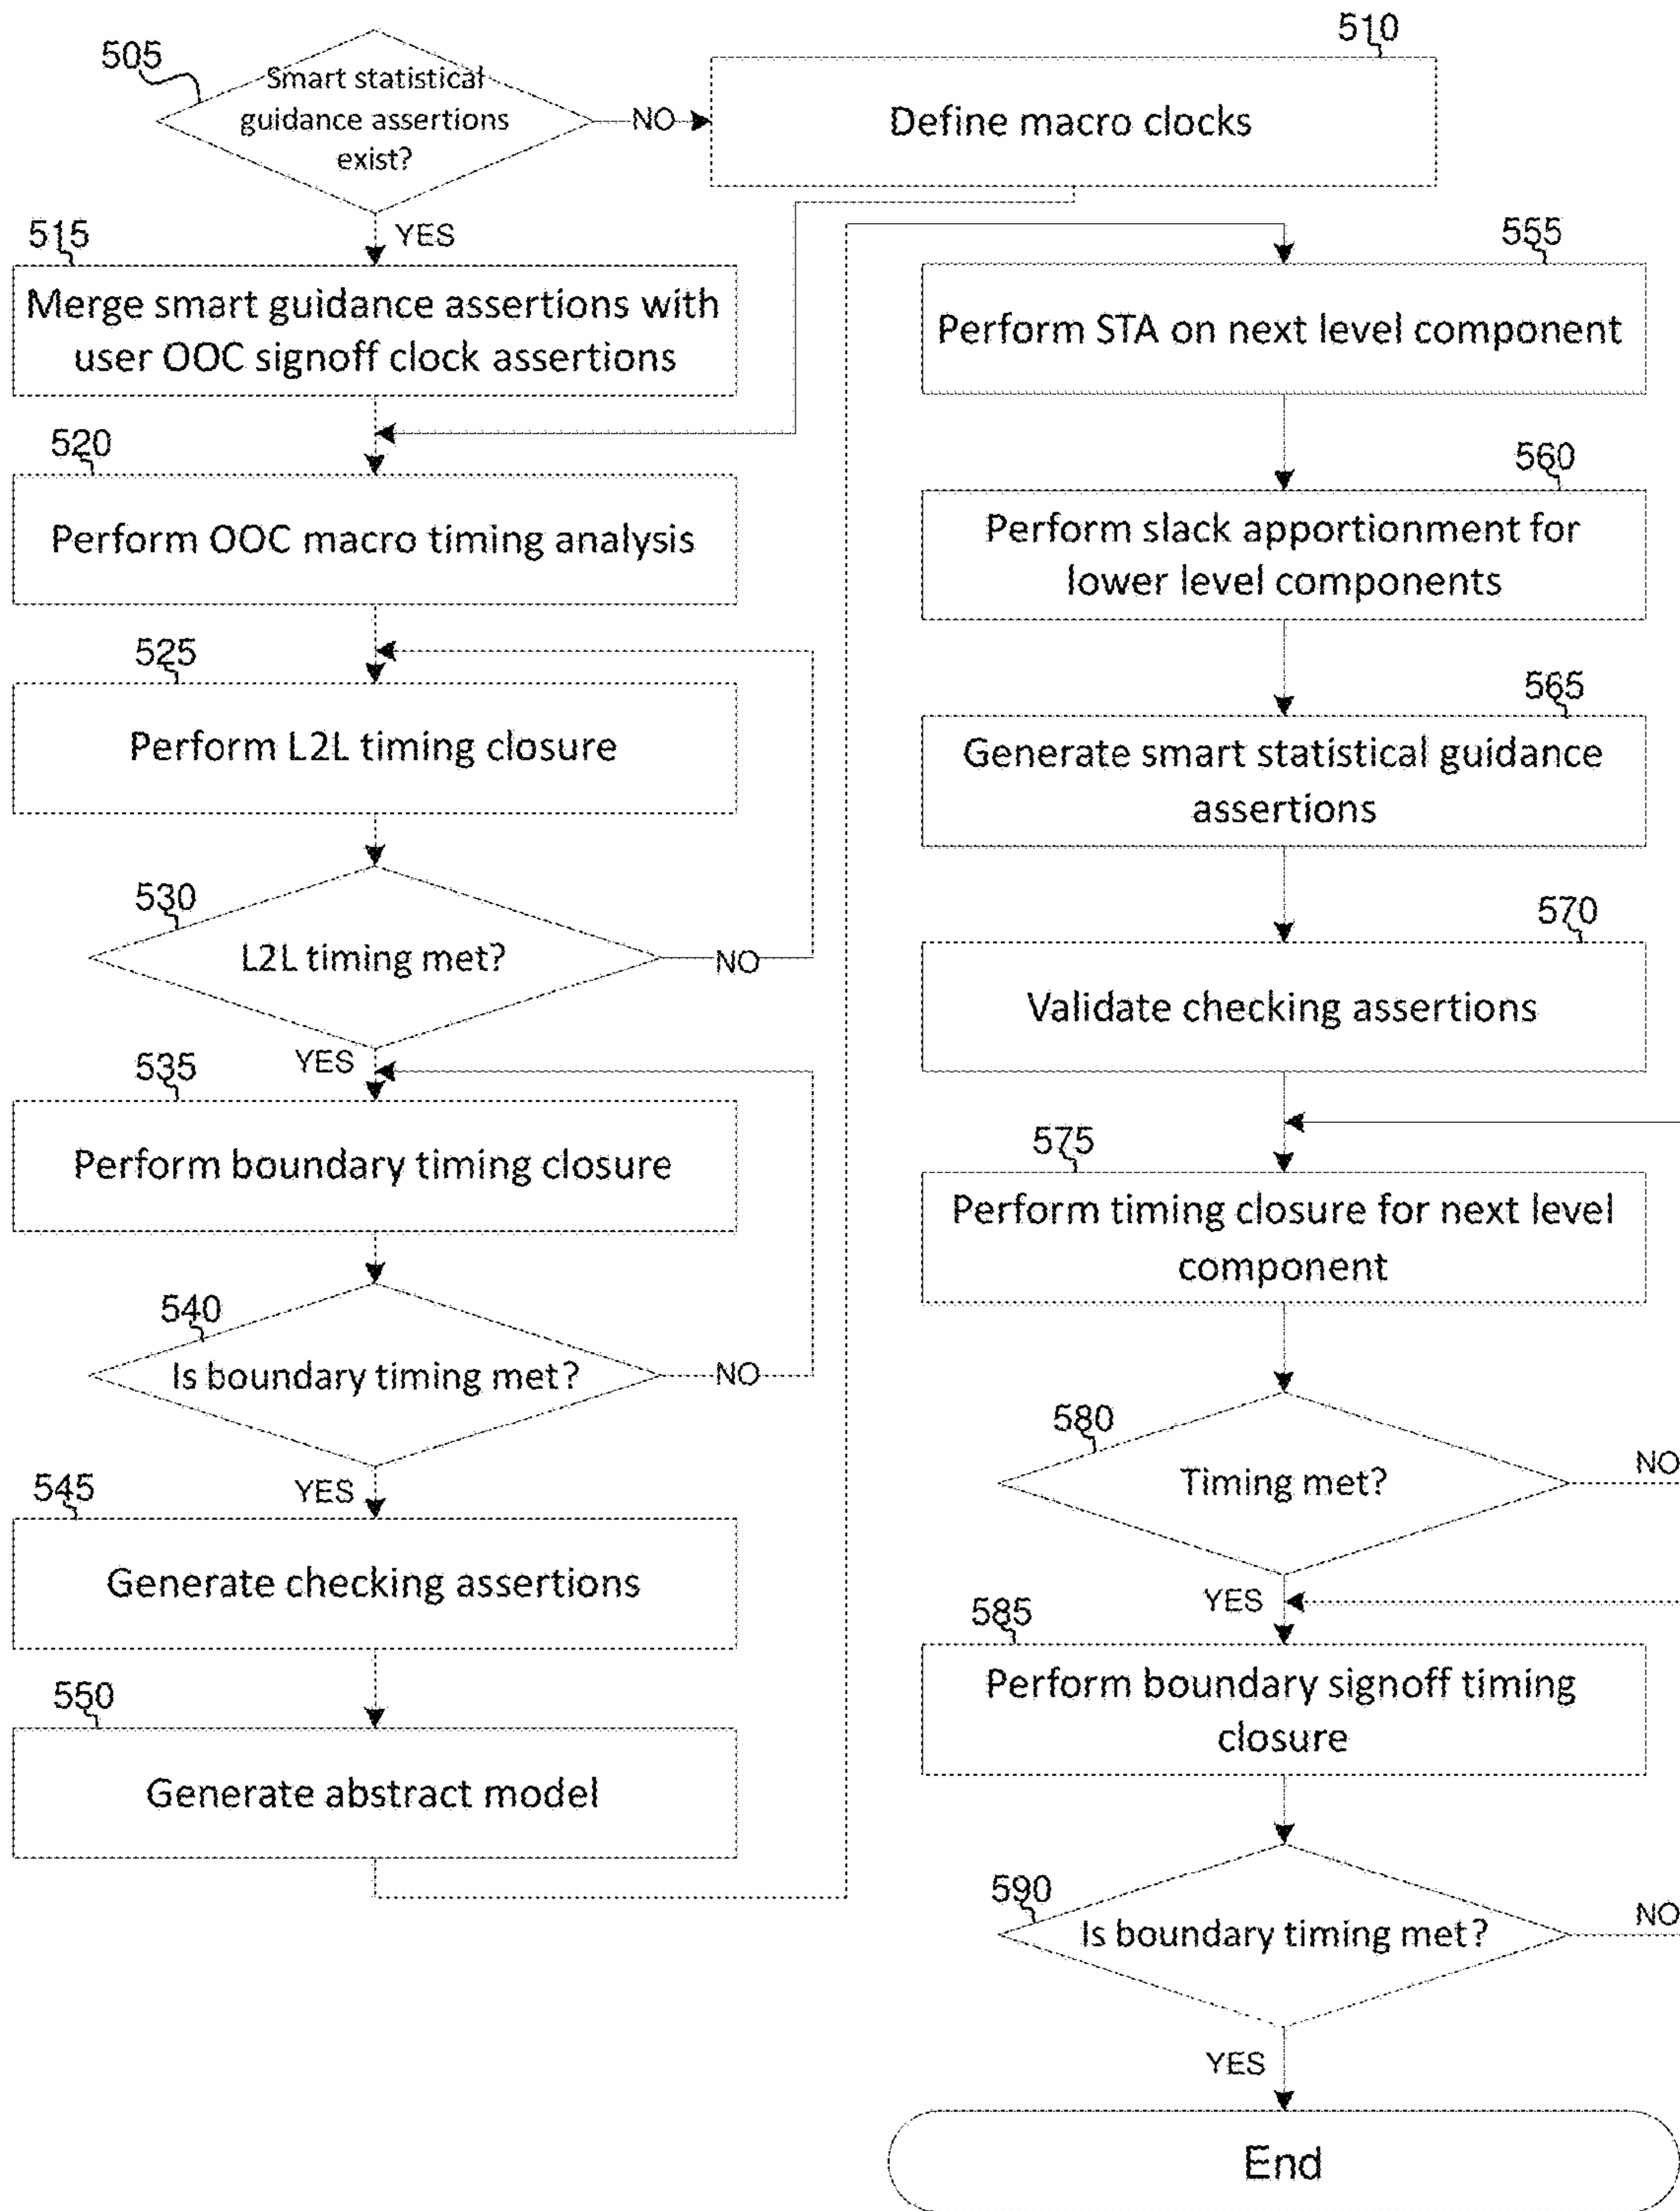 505
Smart statistical
guidance assertions
exist?
NO
510
Define macro clocks
YES
515
Merge smart guidance assertions with
user OOC signoff clock assertions
520
Perform OOC macro timing analysis
525
Perform L2L timing closure
530
L2L timing met?
NO
YES
535
Perform boundary timing closure
540
Is boundary timing met?
NO
YES
545
Generate checking assertions
550
Generate abstract model
555
Perform STA on next level component
560
Perform slack apportionment for
lower level components
565
Generate smart statistical guidance
assertions
570
Validate checking assertions
575
Perform timing closure for next level
component
580
Timing met?
NO
YES
585
Perform boundary signoff timing
closure
590
Is boundary timing met?
NO
YES
End